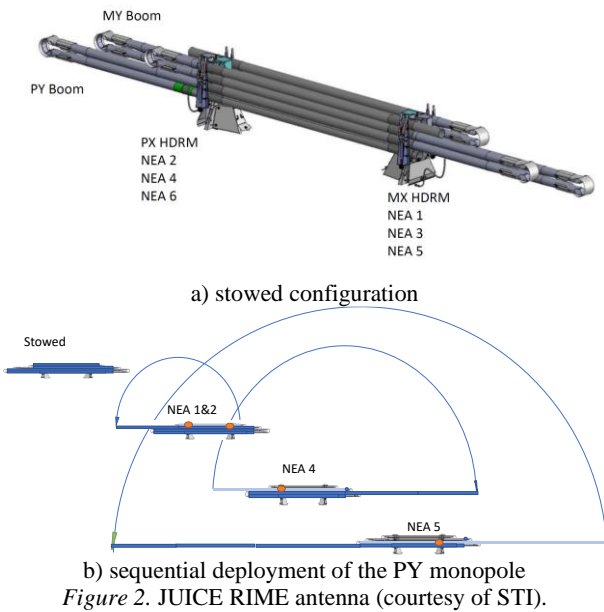 MY Boom
PY Boom
PX HDRM
NEA 2
NEA 4
NEA 6
MX HDRM
NEA 1
NEA 3
NEA 5
a) stowed configuration
Stowed
NEA 1&2
NEA 4
NEA 5
b) sequential deployment of the PY monopole
Figure 2. JUICE RIME antenna (courtesy of STI).